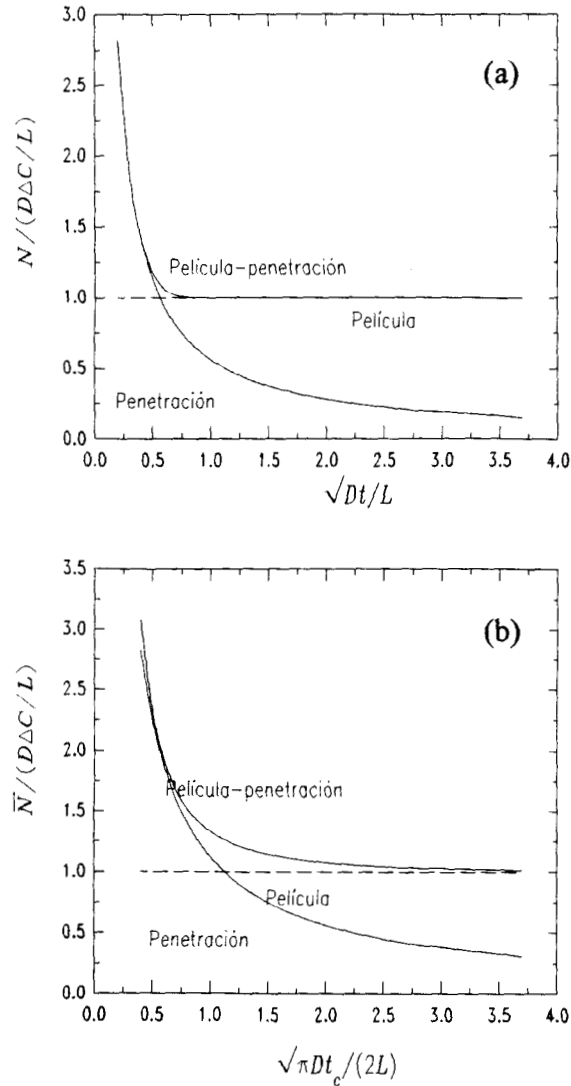 3.0
(a)
2.5
2.0
N/(D△C/L)
1.5
Película-penetración
1.0
Película
0.5
Penetración
0.0
0.0 0.5 1.0 1.5 2.0 2.5 3.0 3.5 4.0
√Dt/L
3.5
(b)
3.0
2.5
2.0
N̅/(D△C/L)
Película-penetración
1.5
1.0
Película
Penetración
0.5
0.0
0.0 0.5 1.0 1.5 2.0 2.5 3.0 3.5 4.0
√πDt_c/(2L)